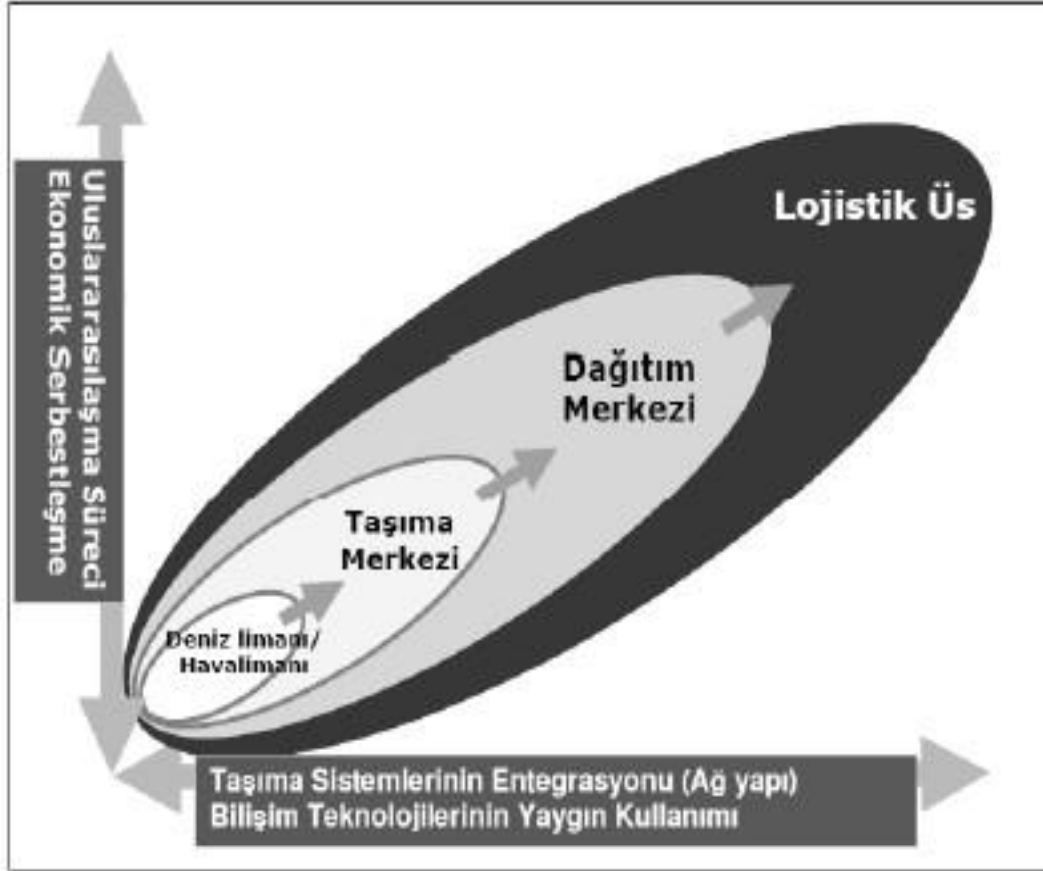 Uluslararasılaşma Süreci
Ekonomik Serbestleşme
Lojistik Üs
Dağıtım
Merkezi
Taşıma
Merkezi
Deniz limanı/
Havalimanı
Taşıma Sistemlerinin Entegrasyonu (Ağ yapı)
Bilişim Teknolojilerinin Yaygın Kullanımı